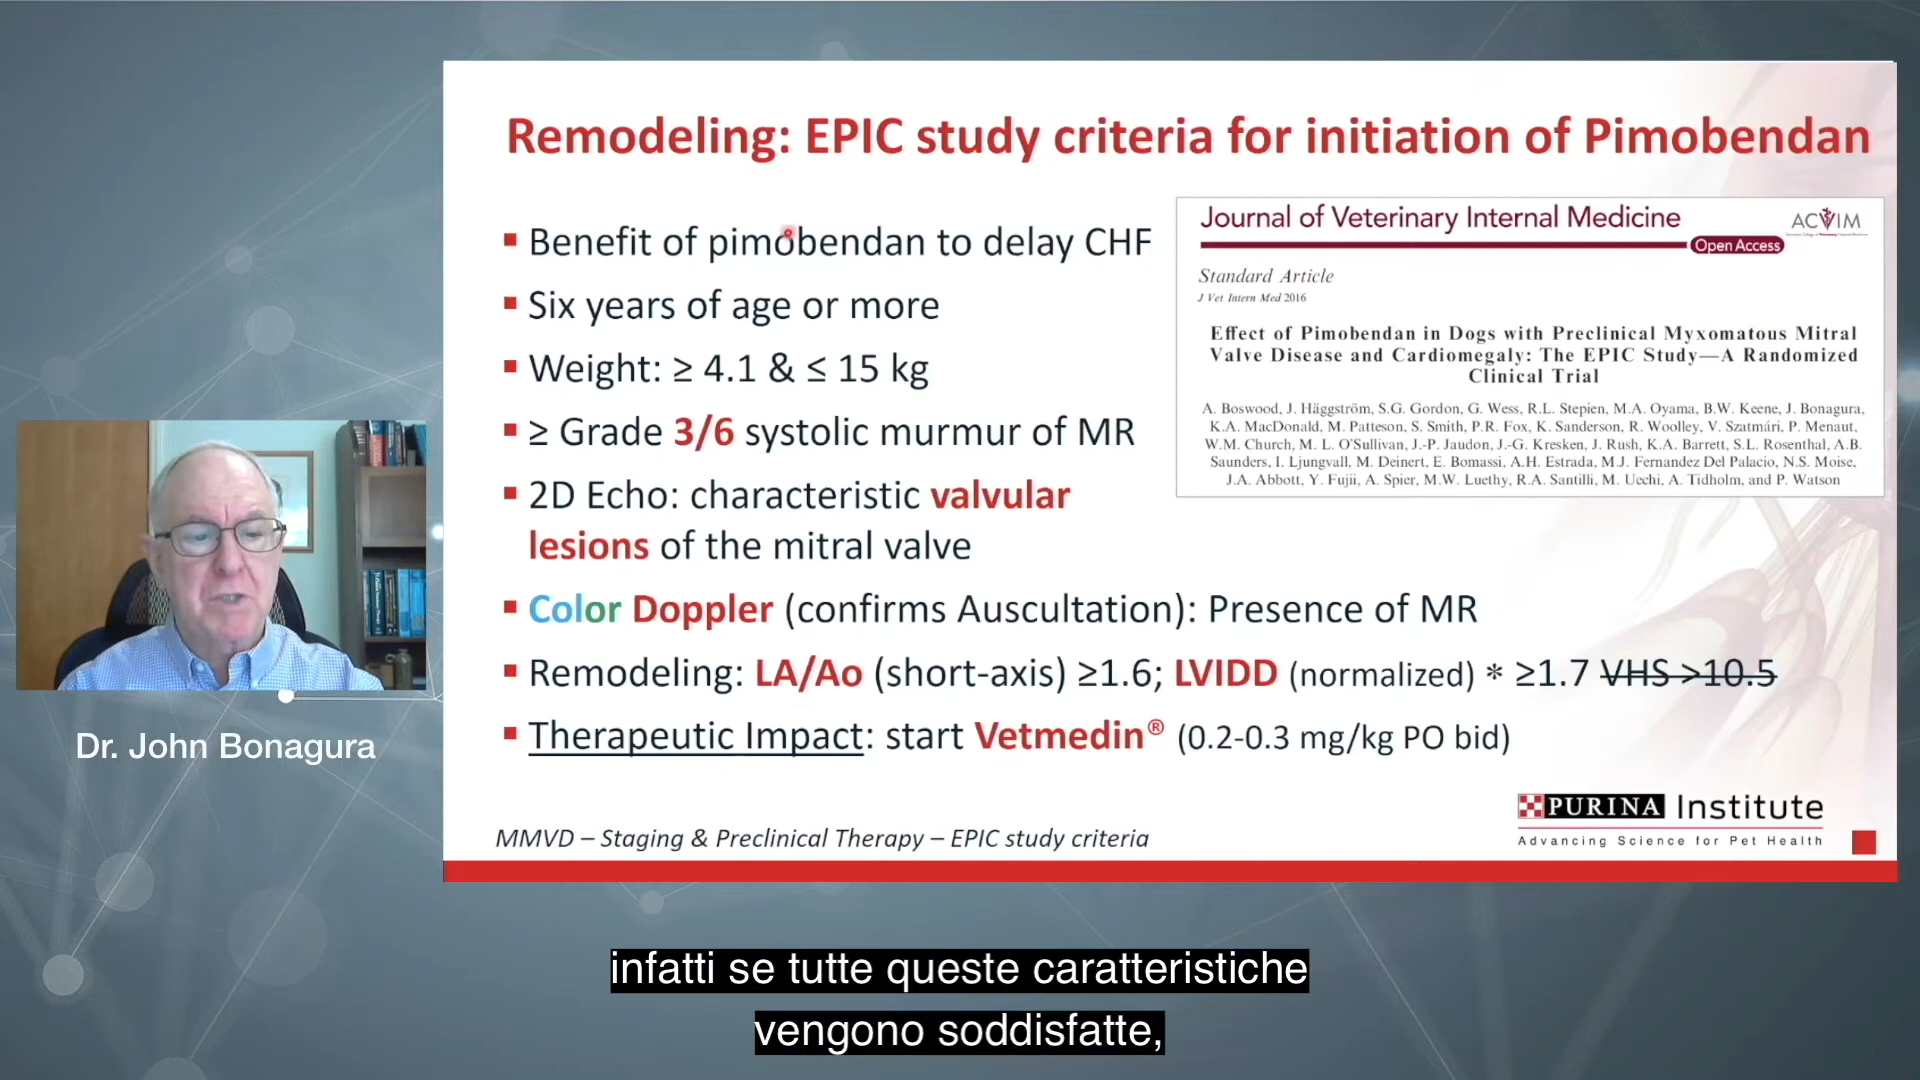 Remodeling: EPIC study criteria for initiation of Pimobendan
▪ Benefit of pimobendan to delay CHF
▪ Six years of age or more
▪ Weight: ≥ 4.1 & ≤ 15 kg
▪ ≥ Grade 3/6 systolic murmur of MR
▪ 2D Echo: characteristic valvular
lesions of the mitral valve
▪ Color Doppler (confirms Auscultation): Presence of MR
▪ Remodeling: LA/Ao (short-axis) ≥1.6; LVIDD (normalized) * ≥1.7 VHS >10.5
▪ Therapeutic Impact: start Vetmedin® (0.2-0.3 mg/kg PO bid)
Journal of Veterinary Internal Medicine
ACVIM
Open Access
Standard Article
J Vet Intern Med 2016
Effect of Pimobendan in Dogs with Preclinical Myxomatous Mitral
Valve Disease and Cardiomegaly: The EPIC Study—A Randomized
Clinical Trial
A. Boswood, J. Häggström, S.G. Gordon, G. Wess, R.L. Stepien, M.A. Oyama, B.W. Keene, J. Bonagura,
K.A. MacDonald, M. Patteson, S. Smith, P.R. Fox, K. Sanderson, R. Woolley, V. Szatmári, P. Menaut,
W.M. Church, M. L. O'Sullivan, J.-P. Jaudon, J.-G. Kresken, J. Rush, K.A. Barrett, S.L. Rosenthal, A.B.
Saunders, I. Ljungvall, M. Deinert, E. Bomassi, A.H. Estrada, M.J. Fernandez Del Palacio, N.S. Moise,
J.A. Abbott, Y. Fujii, A. Spier, M.W. Luethy, R.A. Santilli, M. Uechi, A. Tidholm, and P. Watson
MMVD – Staging & Preclinical Therapy – EPIC study criteria
PURINA Institute
Advancing Science for Pet Health
Dr. John Bonagura
infatti se tutte queste caratteristiche
vengono soddisfatte,